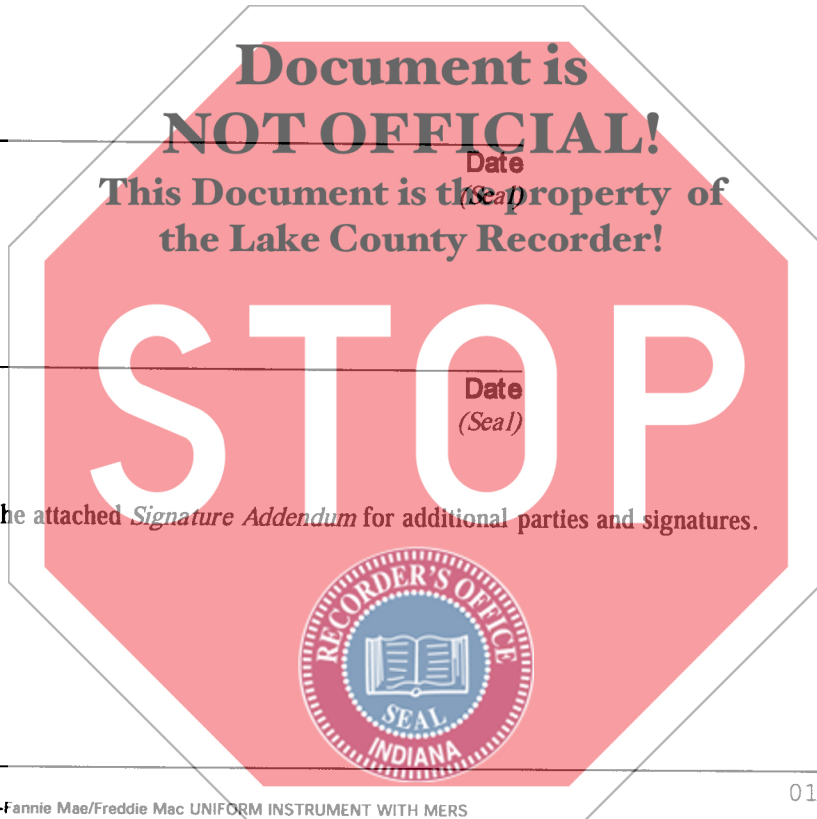 Document is
NOT OFFICIAL!
Date
This Document is the property of
(Seal)
the Lake County Recorder!
STOP
Date
(Seal)
he attached Signature Addendum for additional parties and signatures.
RECORDER'S OFFICE
SEAL
INDIANA
01
-Fannie Mae/Freddie Mac UNIFORM INSTRUMENT WITH MERS